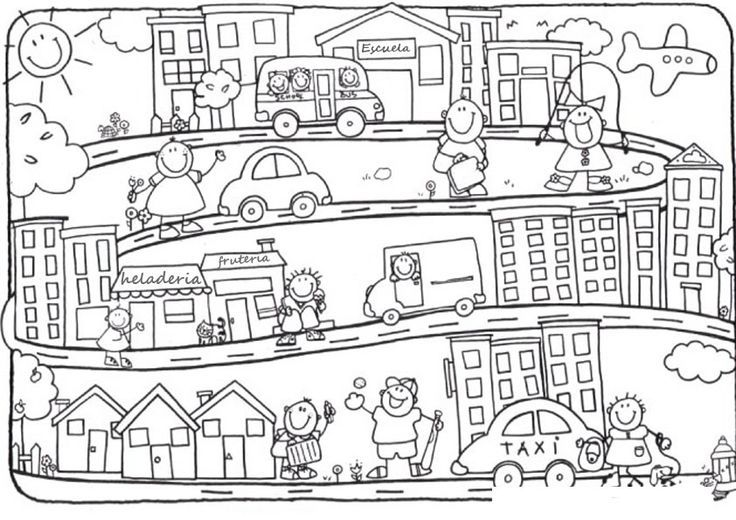 Escuela
SCHOOL BUS
heladeria
fruteria
TAXI